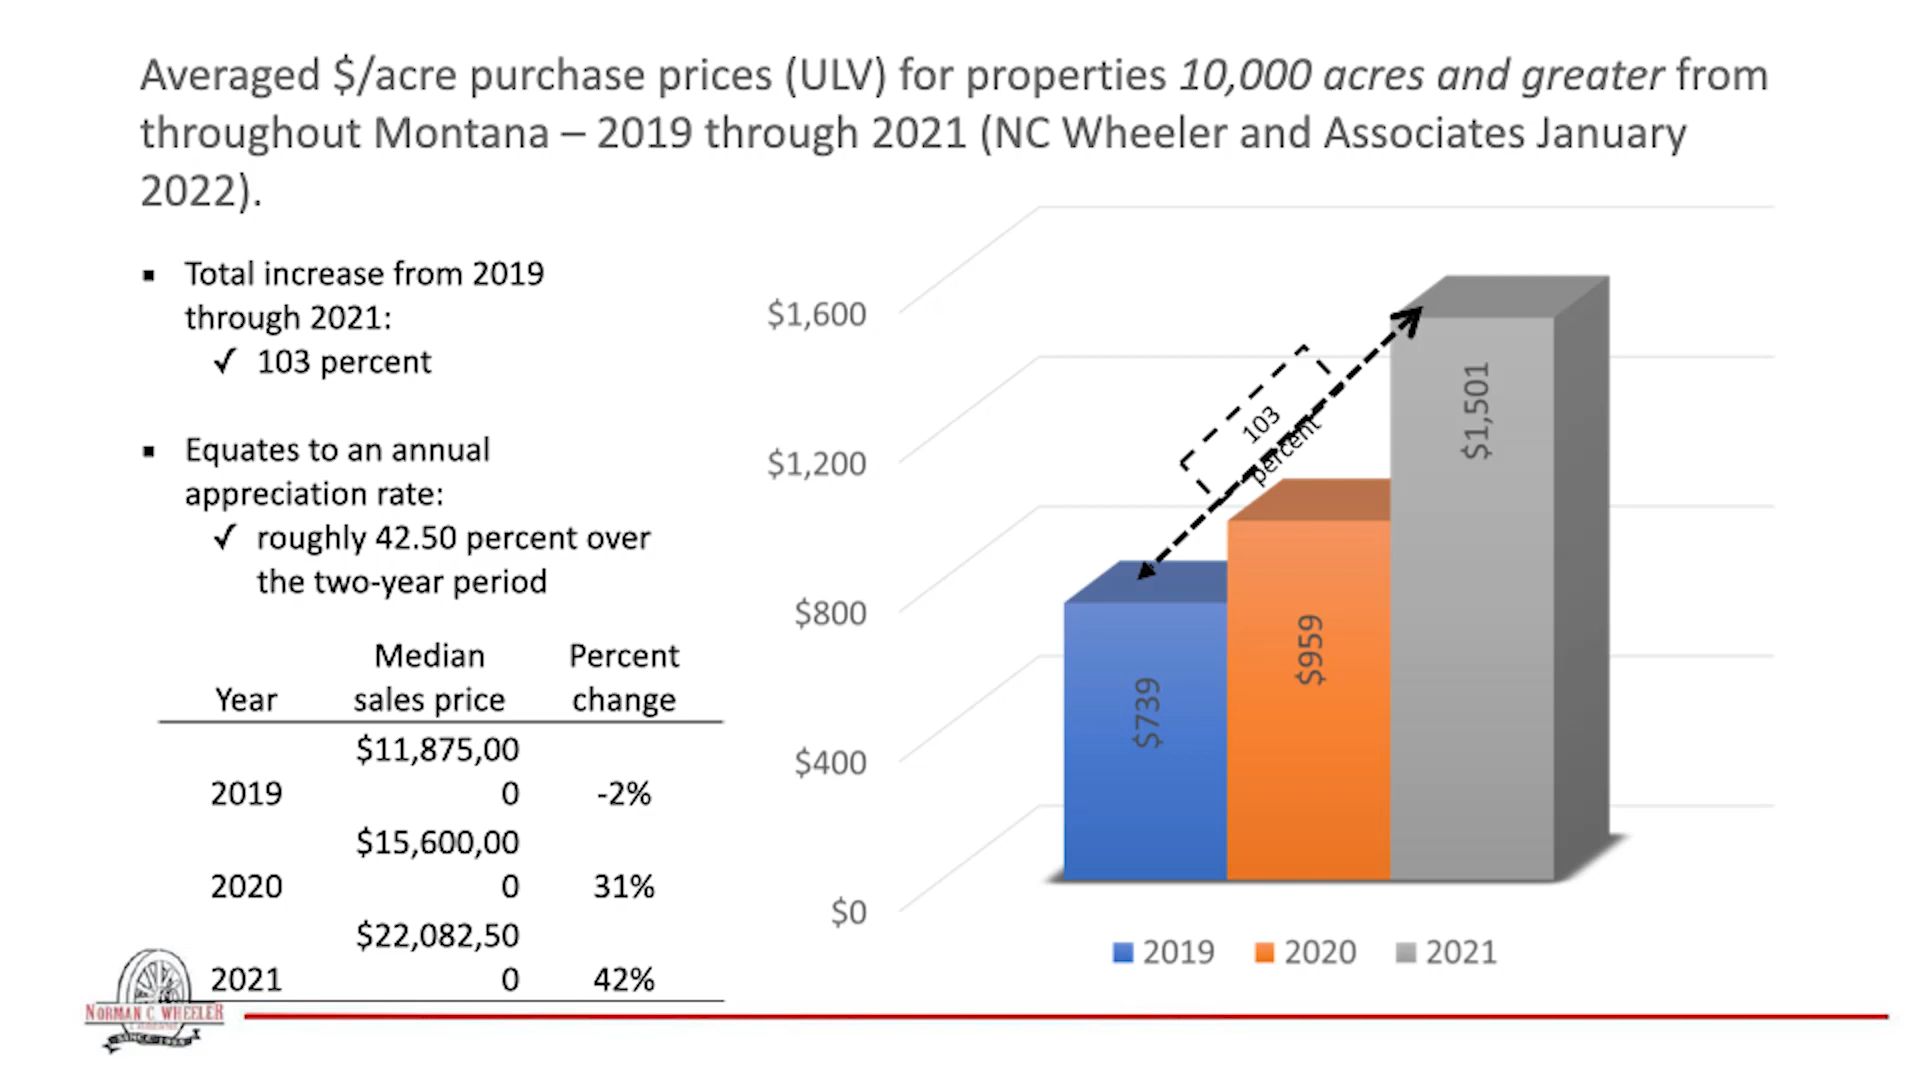 Averaged $/acre purchase prices (ULV) for properties 10,000 acres and greater from
throughout Montana – 2019 through 2021 (NC Wheeler and Associates January
2022).
▪ Total increase from 2019
through 2021:
✓ 103 percent
▪ Equates to an annual
appreciation rate:
✓ roughly 42.50 percent over
the two-year period
Median Percent
Year sales price change
$11,875,00
2019 0 -2%
$15,600,00
2020 0 31%
$22,082,50
2021 0 42%
NORMAN C. WHEELER
$1,600
$1,200
$800
$400
$0
103
percent
$739
$959
$1,501
2019 2020 2021